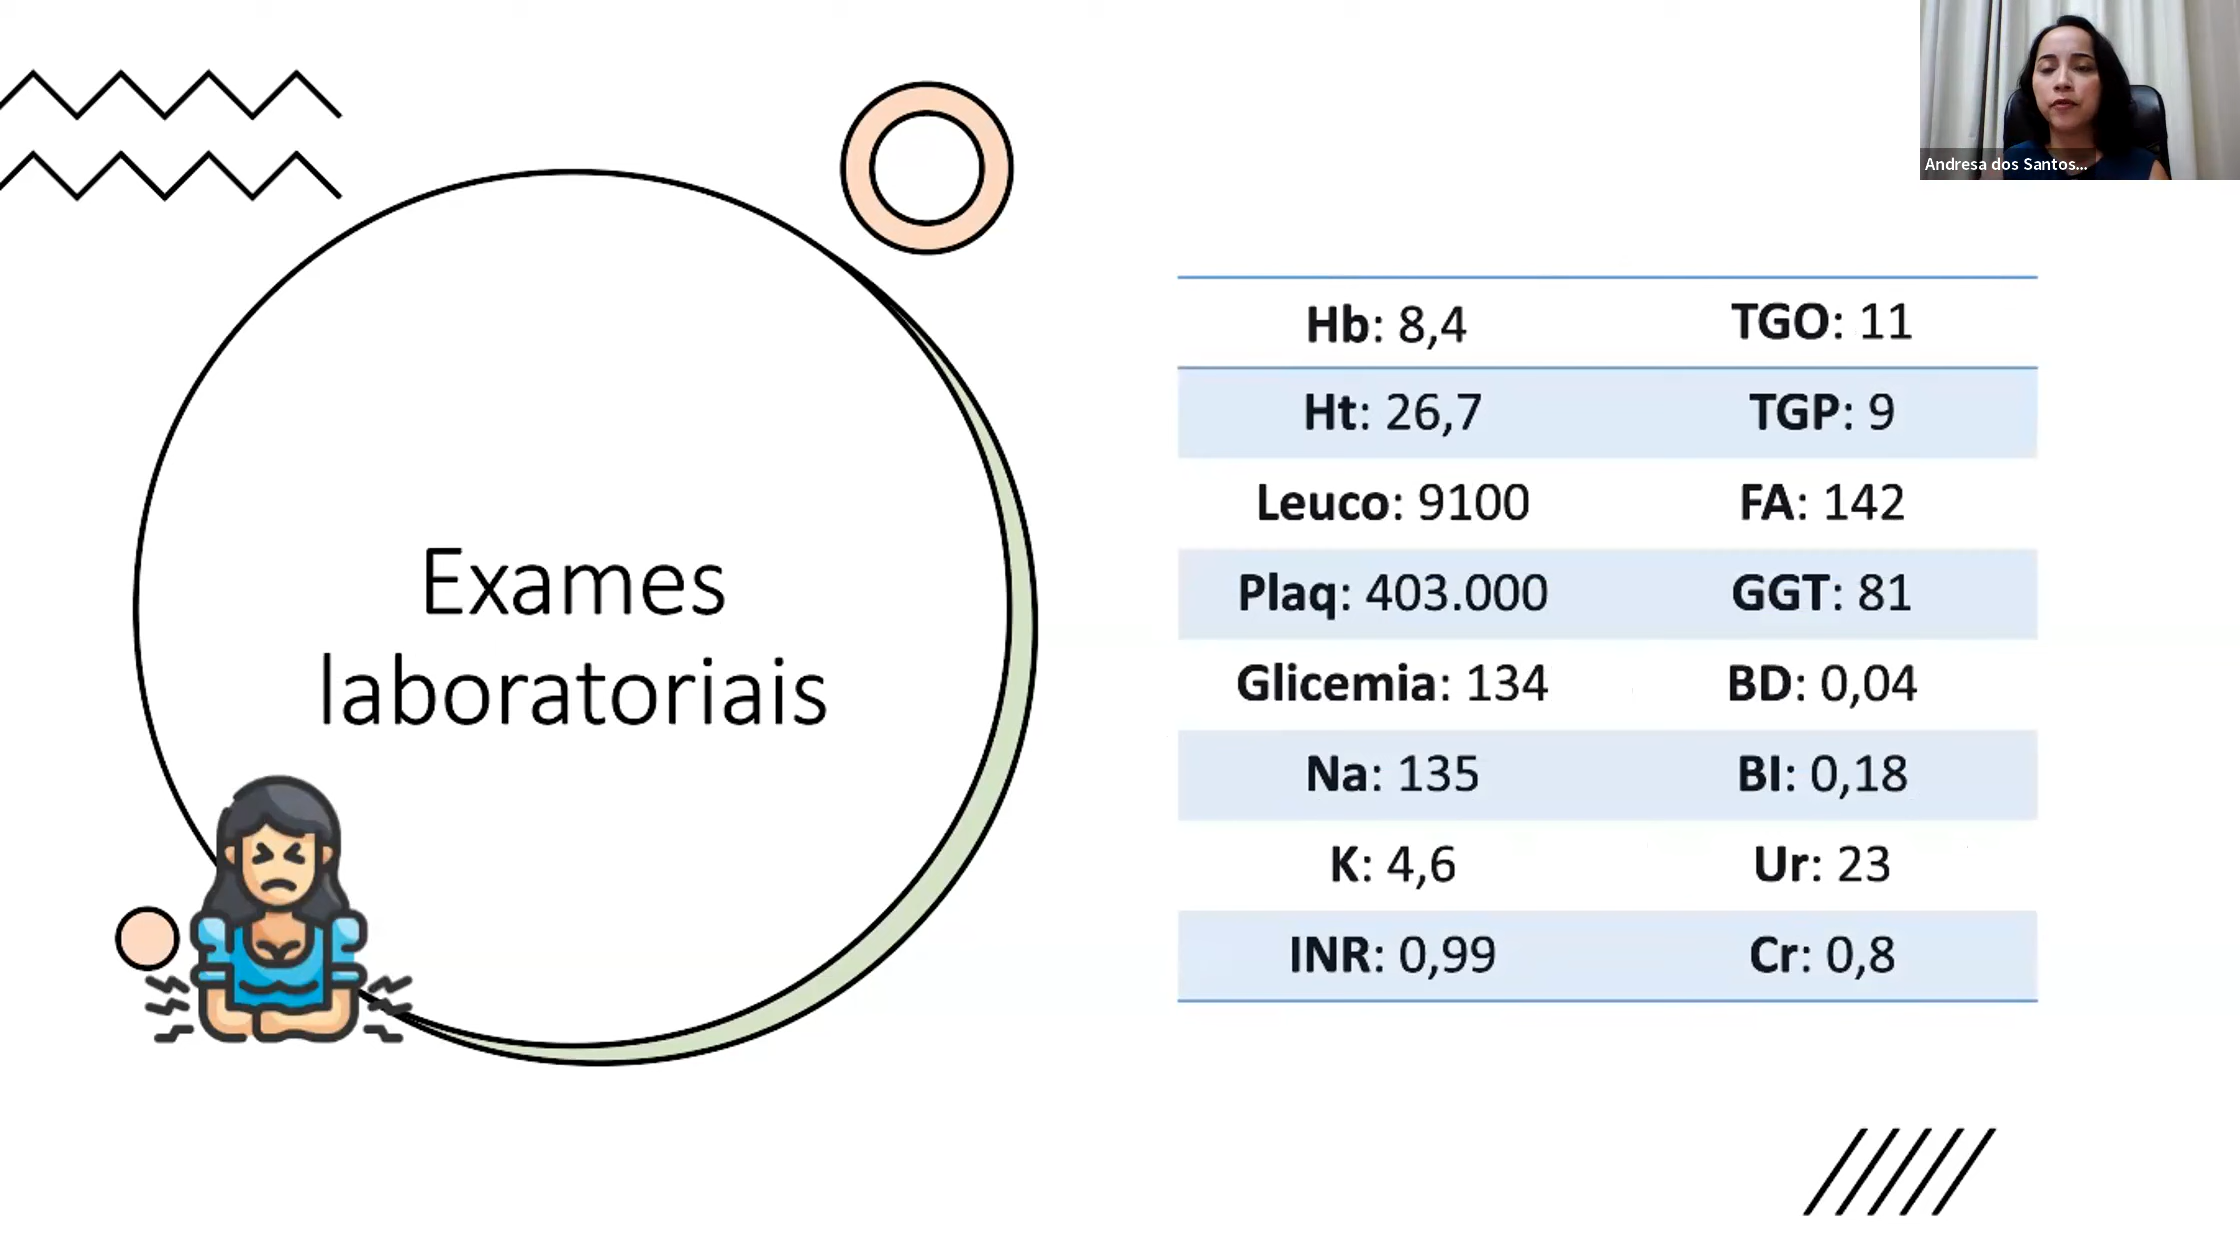 Andresa dos Santos...
Exames
laboratoriais
Hb: 8,4 TGO: 11
Ht: 26,7 TGP: 9
Leuco: 9100 FA: 142
Plaq: 403.000 GGT: 81
Glicemia: 134 BD: 0,04
Na: 135 BI: 0,18
K: 4,6 Ur: 23
INR: 0,99 Cr: 0,8